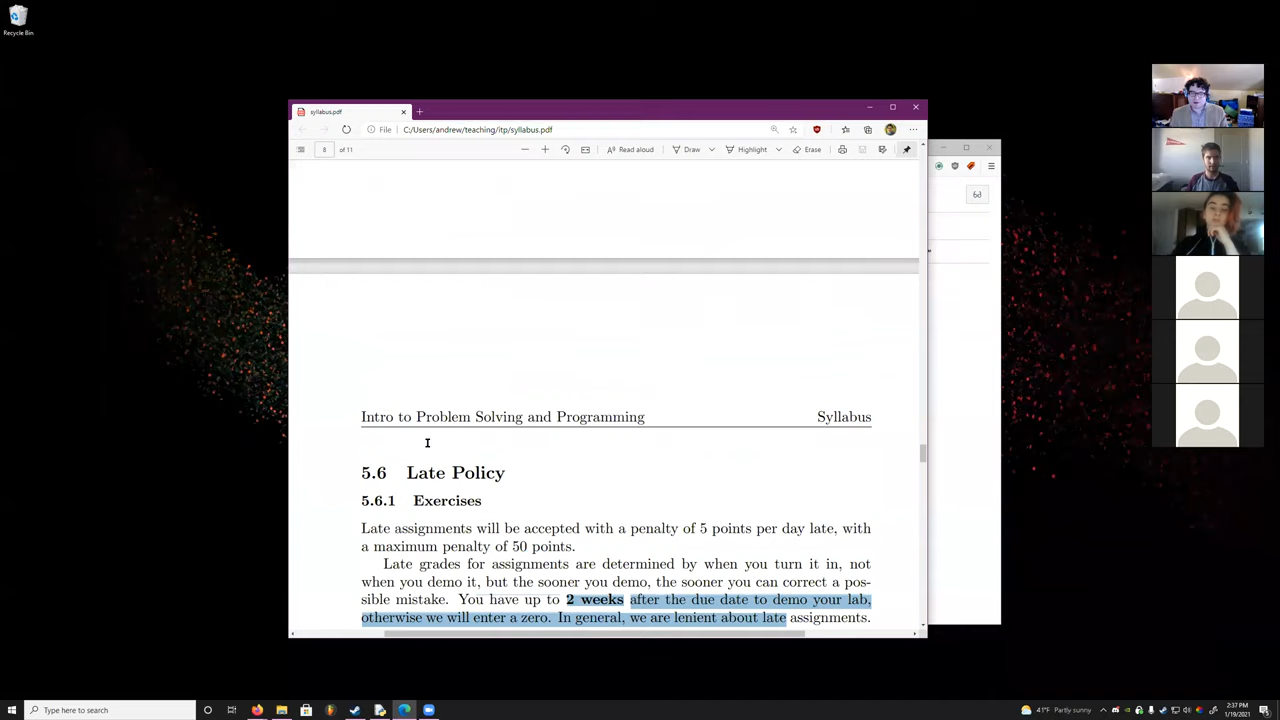 Recycle Bin
syllabus.pdf
File
C:/Users/andrew/teaching/itp/syllabus.pdf
8 of 11
Read aloud
Draw
Highlight
Erase
Intro to Problem Solving and Programming Syllabus
5.6 Late Policy
5.6.1 Exercises
Late assignments will be accepted with a penalty of 5 points per day late, with
a maximum penalty of 50 points.
Late grades for assignments are determined by when you turn it in, not
when you demo it, but the sooner you demo, the sooner you can correct a pos-
sible mistake. You have up to 2 weeks after the due date to demo your lab,
otherwise we will enter a zero. In general, we are lenient about late assignments.
Type here to search
41°F Partly sunny
2:37 PM
1/19/2021